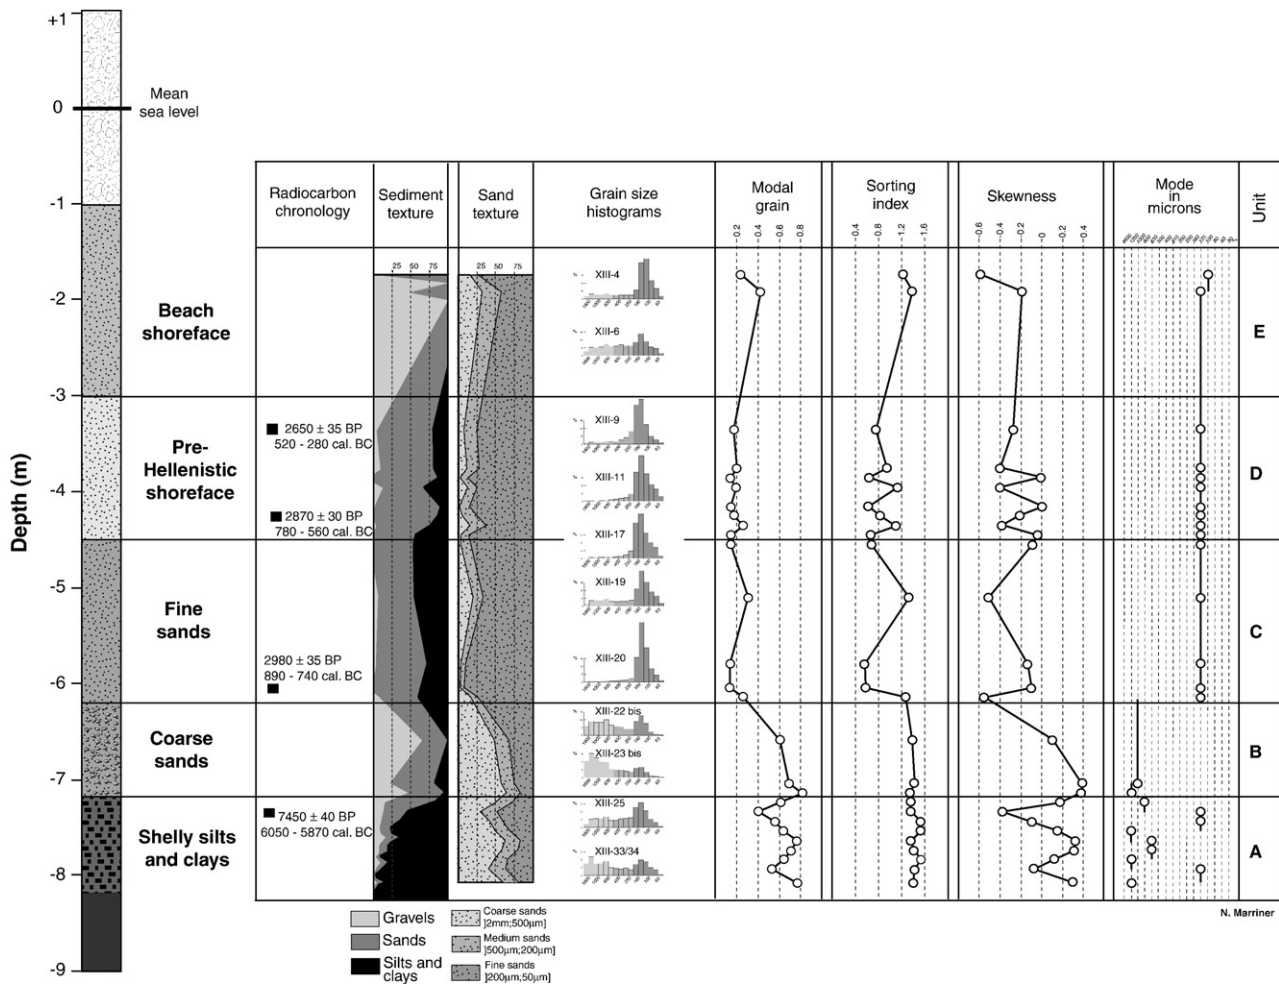 +1
0
-1
-2
-3
-4
-5
-6
-7
-8
-9
Depth (m)
Mean
sea level
Radiocarbon
chronology
Sediment
texture
Sand
texture
Grain size
histograms
Modal
grain
Sorting
index
Skewness
Mode
in
microns
Unit
25 50 75
25 50 75
0.2 0.4 0.6 0.8
0.4 0.8 1.2 1.6
-0.6 -0.4 -0.2 0 -0.2 -0.4
Beach
shoreface
XIII-4
XIII-6
E
Pre-
Hellenistic
shoreface
2650 ± 35 BP
520 - 280 cal. BC
2870 ± 30 BP
780 - 560 cal. BC
XIII-9
XIII-11
XIII-17
D
Fine
sands
2980 ± 35 BP
890 - 740 cal. BC
XIII-19
XIII-20
C
Coarse
sands
XIII-22 bis
XIII-23 bis
B
Shelly silts
and clays
7450 ± 40 BP
6050 - 5870 cal. BC
XIII-25
XIII-33/34
A
N. Marriner
Gravels
Sands
Silts and
clays
Coarse sands
]2mm;500µm]
Medium sands
]500µm;200µm]
Fine sands
]200µm;50µm]